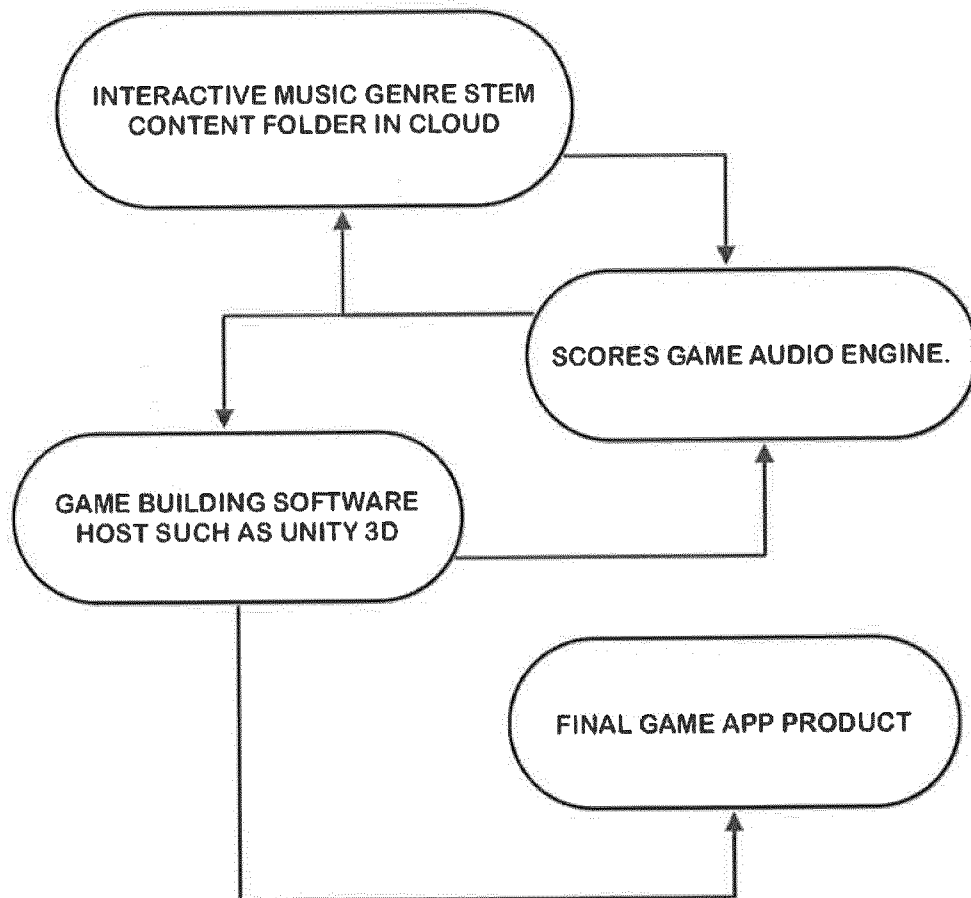 INTERACTIVE MUSIC GENRE STEM
CONTENT FOLDER IN CLOUD
SCORES GAME AUDIO ENGINE.
GAME BUILDING SOFTWARE
HOST SUCH AS UNITY 3D
FINAL GAME APP PRODUCT